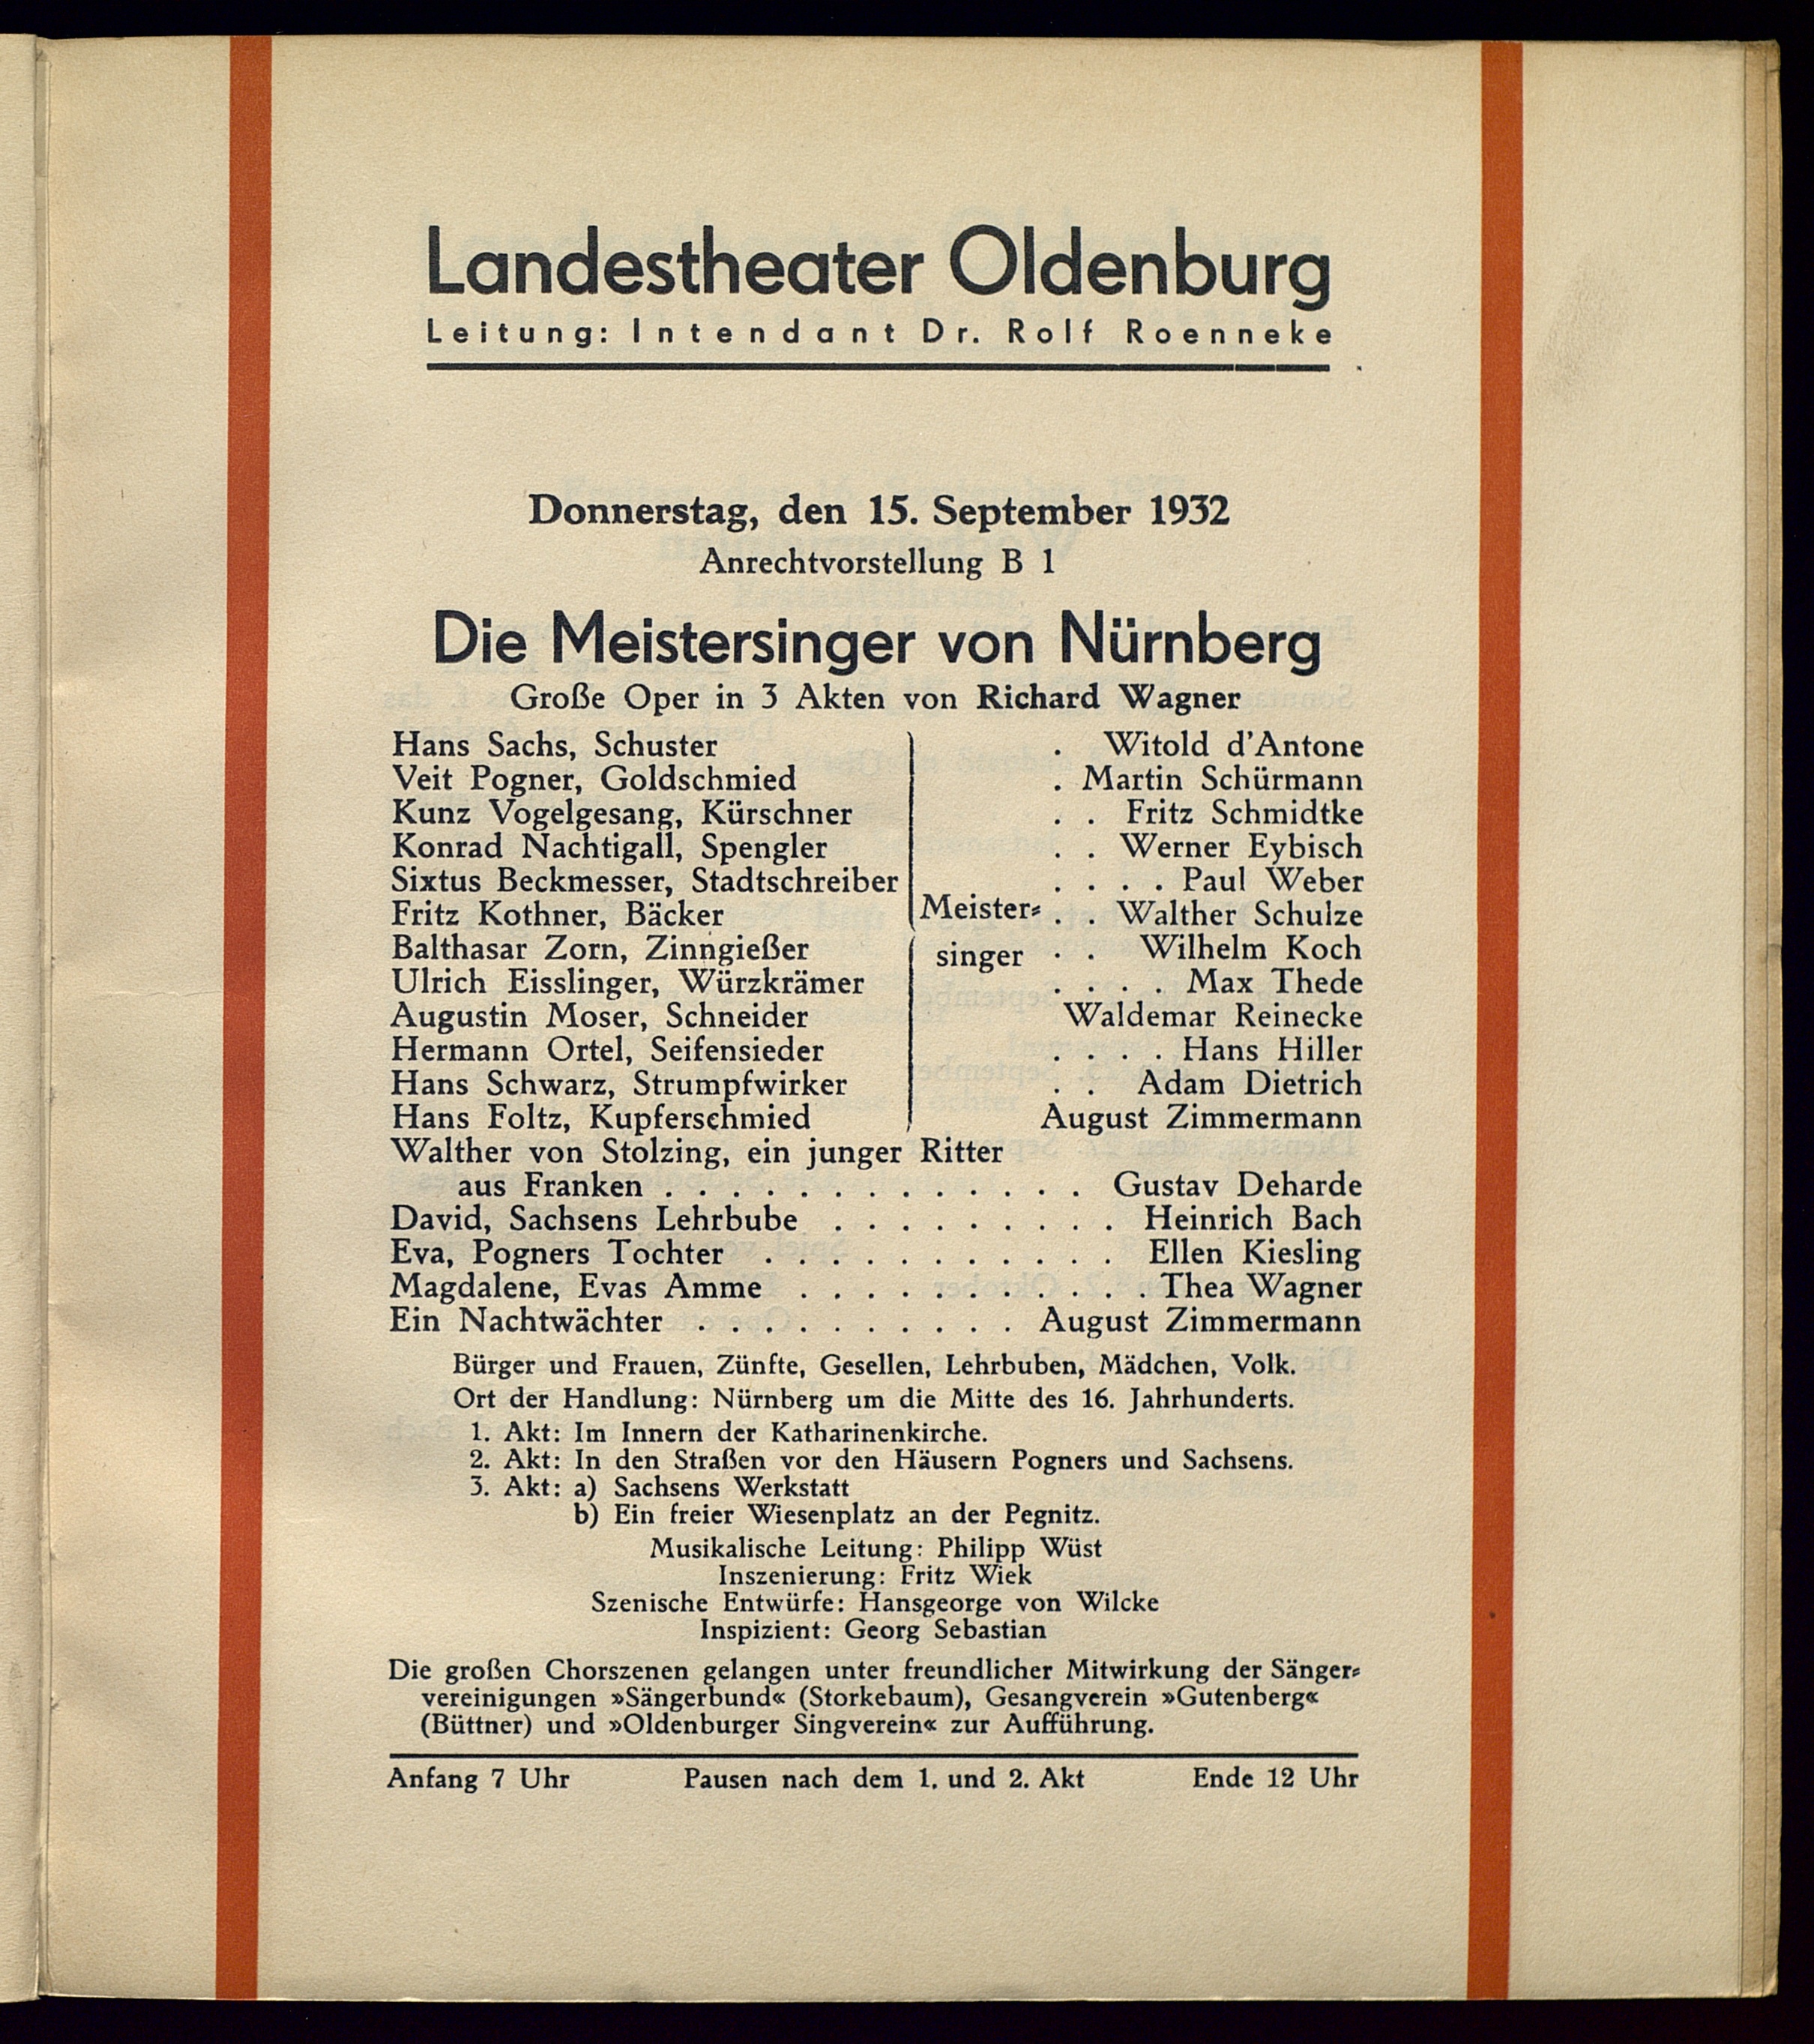 Landestheater Oldenburg
Leitung: Intendant Dr. Rolf Roenneke
Donnerstag, den 15. September 1932
Anrechtvorstellung B 1
Die Meistersinger von Nürnberg
Große Oper in 3 Akten von Richard Wagner
Hans Sachs, Schuster . Witold d'Antone
Veit Pogner, Goldschmied . Martin Schürmann
Kunz Vogelgesang, Kürschner . . Fritz Schmidtke
Konrad Nachtigall, Spengler . . Werner Eybisch
Sixtus Beckmesser, Stadtschreiber . . . . Paul Weber
Fritz Kothner, Bäcker Meister= . . Walther Schulze
Balthasar Zorn, Zinngießer singer . . Wilhelm Koch
Ulrich Eisslinger, Würzkrämer . . . . Max Thede
Augustin Moser, Schneider Waldemar Reinecke
Hermann Ortel, Seifensieder . . . . Hans Hiller
Hans Schwarz, Strumpfwirker . . Adam Dietrich
Hans Foltz, Kupferschmied August Zimmermann
Walther von Stolzing, ein junger Ritter
aus Franken . . . . . . . . . . . . . Gustav Deharde
David, Sachsens Lehrbube . . . . . . . . . Heinrich Bach
Eva, Pogners Tochter . . . . . . . . . . . Ellen Kiesling
Magdalene, Evas Amme . . . . . . . . . . . Thea Wagner
Ein Nachtwächter . . . . . . . . . . August Zimmermann
Bürger und Frauen, Zünfte, Gesellen, Lehrbuben, Mädchen, Volk.
Ort der Handlung: Nürnberg um die Mitte des 16. Jahrhunderts.
1. Akt: Im Innern der Katharinenkirche.
2. Akt: In den Straßen vor den Häusern Pogners und Sachsens.
3. Akt: a) Sachsens Werkstatt
b) Ein freier Wiesenplatz an der Pegnitz.
Musikalische Leitung: Philipp Wüst
Inszenierung: Fritz Wiek
Szenische Entwürfe: Hansgeorge von Wilcke
Inspizient: Georg Sebastian
Die großen Chorszenen gelangen unter freundlicher Mitwirkung der Sänger=
vereinigungen »Sängerbund« (Storkebaum), Gesangverein »Gutenberg«
(Büttner) und »Oldenburger Singverein« zur Aufführung.
Anfang 7 Uhr Pausen nach dem 1. und 2. Akt Ende 12 Uhr